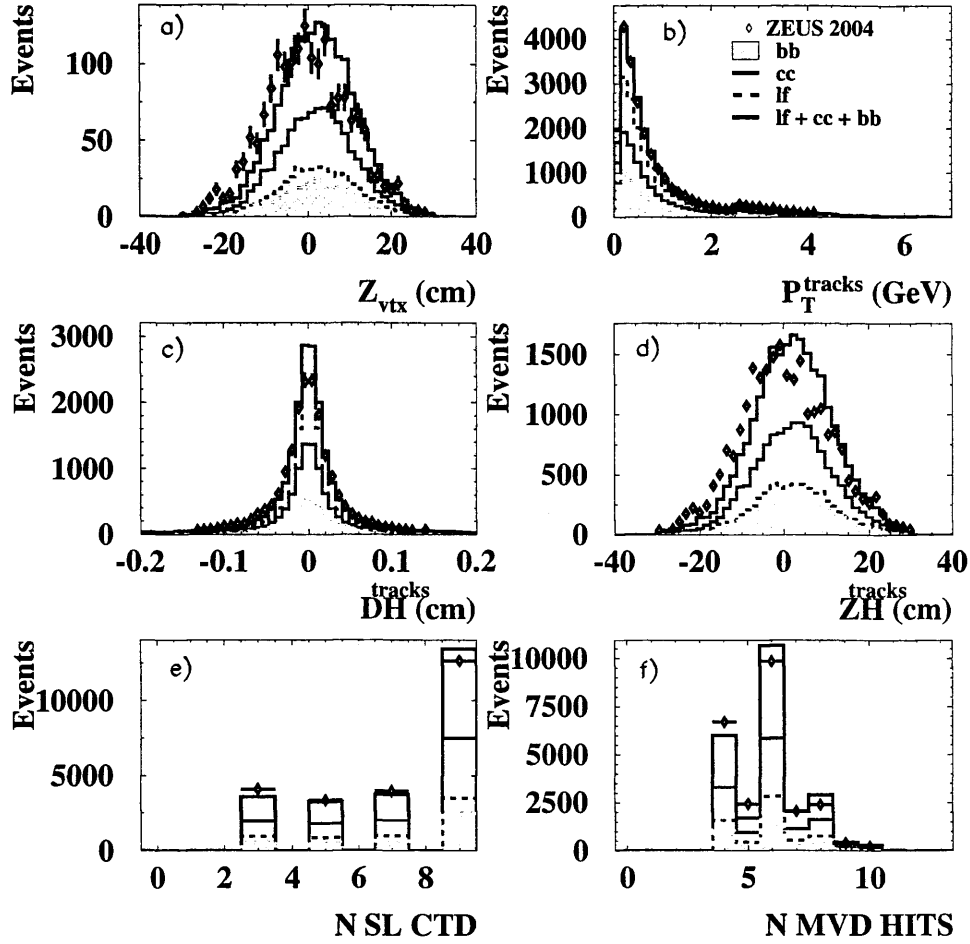 Events
100
50
0
a)
-40 -20 0 20 40
Z_vtx (cm)
Events
4000
3000
2000
1000
0
b)
ZEUS 2004
bb
cc
lf
lf + cc + bb
0 2 4 6
P_T^tracks (GeV)
Events
3000
2000
1000
0
c)
-0.2 -0.1 0 0.1 0.2
tracks
DH (cm)
Events
1500
1000
500
0
d)
-40 -20 0 20 40
tracks
ZH (cm)
Events
10000
5000
0
e)
0 2 4 6 8
N SL CTD
Events
10000
7500
5000
2500
0
f)
0 5 10
N MVD HITS